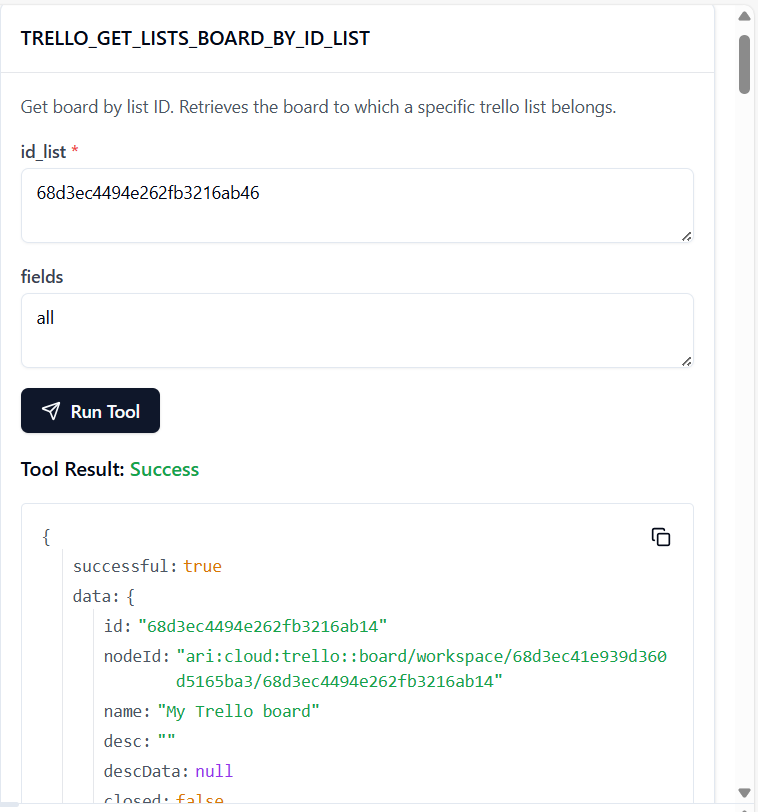 TRELLO_GET_LISTS_BOARD_BY_ID_LIST
Get board by list ID. Retrieves the board to which a specific trello list belongs.
id_list *
68d3ec4494e262fb3216ab46
fields
all
Run Tool
Tool Result: Success
{
successful: true
data: {
id: "68d3ec4494e262fb3216ab14"
nodeId: "ari:cloud:trello::board/workspace/68d3ec41e939d360
d5165ba3/68d3ec4494e262fb3216ab14"
name: "My Trello board"
desc: ""
descData: null
closed: false